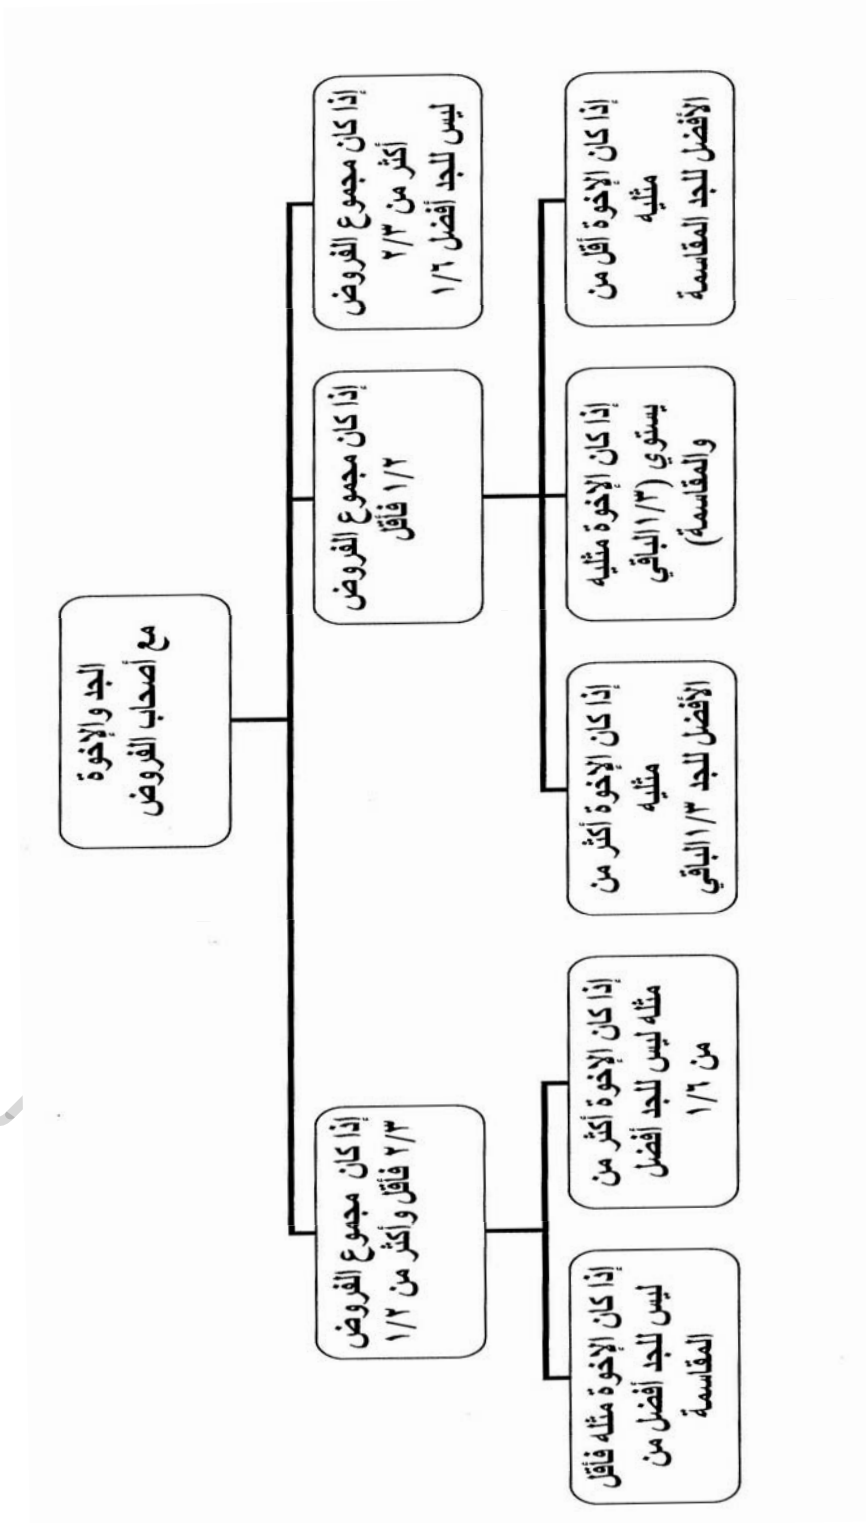 الجد والإخوة
مع أصحاب الفروض
إذا كان مجموع الفروض
أكثر من ٢/٣
ليس للجد أفضل ١/٦
إذا كان مجموع الفروض
١/٢ فأقل
إذا كان مجموع الفروض
٢/٣ فأقل وأكثر من ١/٢
إذا كان الإخوة أقل من
مثليه
الأفضل للجد المقاسمة
إذا كان الإخوة مثليه
يستوي (١/٣ الباقي
والمقاسمة)
إذا كان الإخوة أكثر من
مثليه
الأفضل للجد ١/٣ الباقي
إذا كان الإخوة أكثر من
مثله ليس للجد أفضل
من ١/٦
إذا كان الإخوة مثله فأقل
ليس للجد أفضل من
المقاسمة